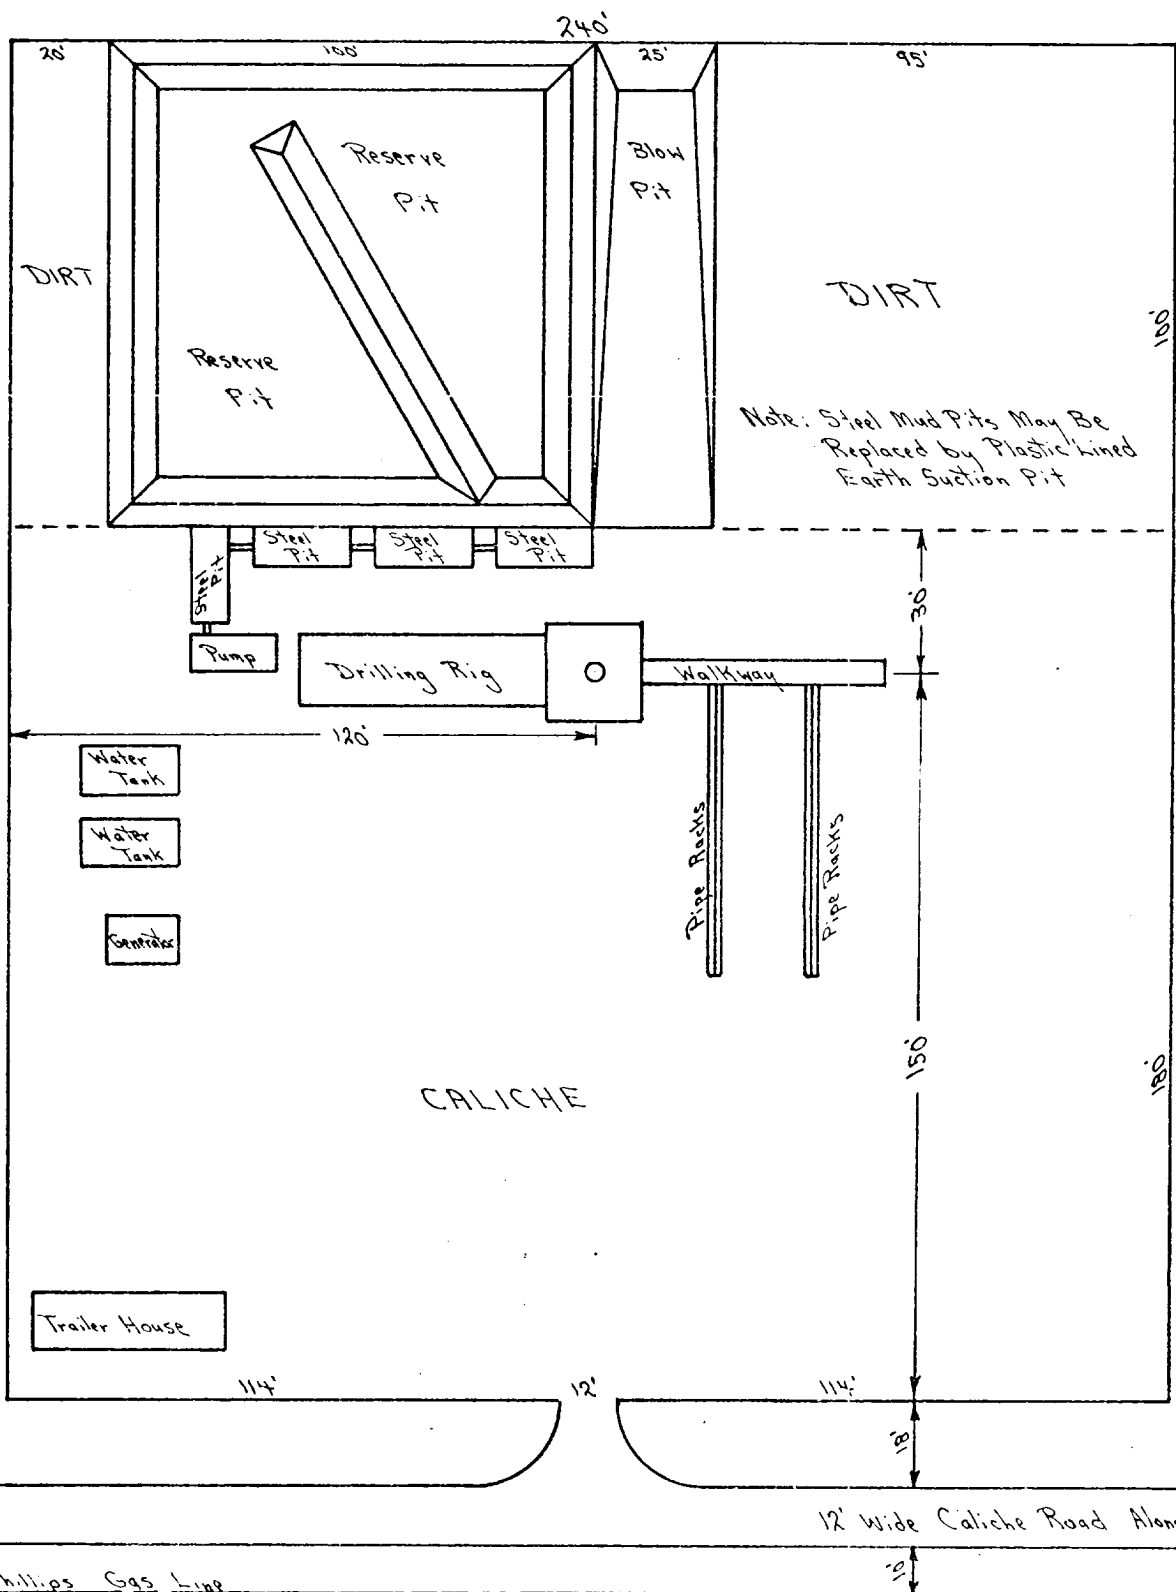 240'
20'
100'
25'
95'
Reserve
Pit
Blow
Pit
DIRT
DIRT
100'
Reserve
Pit
Note: Steel Mud Pits May Be
Replaced by Plastic Lined
Earth Suction Pit
Steel
Pit
Steel
Pit
Steel
Pit
Steel
Pit
30'
Pump
Drilling Rig
Walkway
120'
Water
Tank
Water
Tank
Pipe Racks
Pipe Racks
Generator
150'
180'
CALICHE
Trailer House
114'
12'
114'
18'
12' Wide Caliche Road Alon
10'
hillips Gas Line